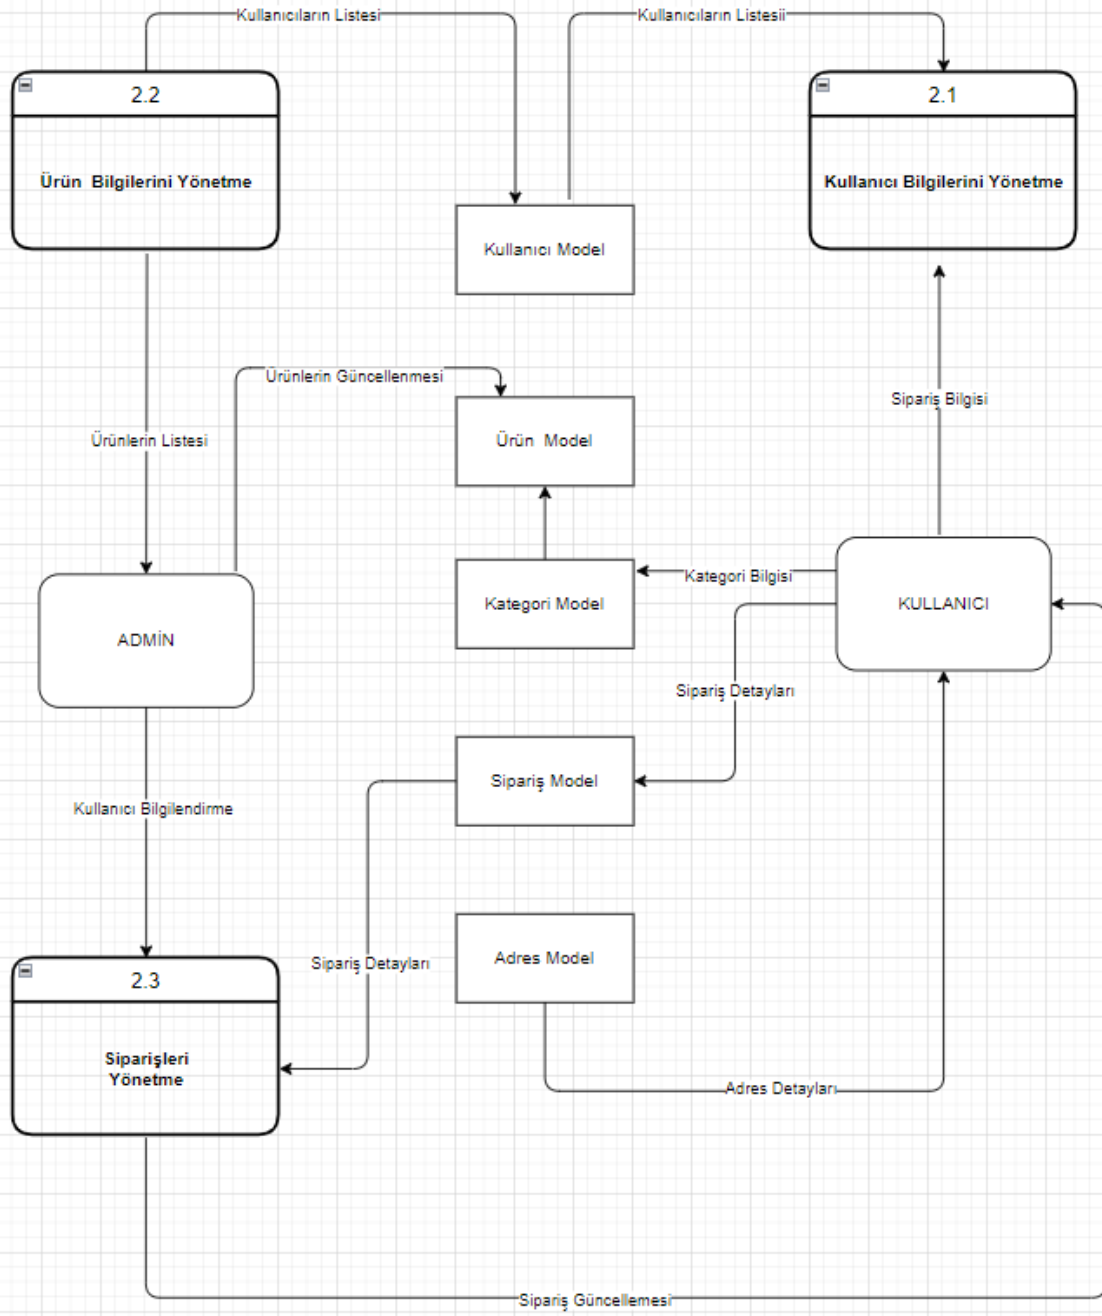 Kullanıcıların Listesi
Kullanıcıların Listesii
2.2
2.1
Ürün Bilgilerini Yönetme
Kullanıcı Bilgilerini Yönetme
Kullanıcı Model
Ürünlerin Güncellenmesi
Sipariş Bilgisi
Ürünlerin Listesi
Ürün Model
Kategori Bilgisi
Kategori Model
KULLANICI
ADMİN
Sipariş Detayları
Sipariş Model
Kullanıcı Bilgilendirme
Sipariş Detayları
Adres Model
2.3
Siparişleri
Yönetme
Adres Detayları
Sipariş Güncellemesi